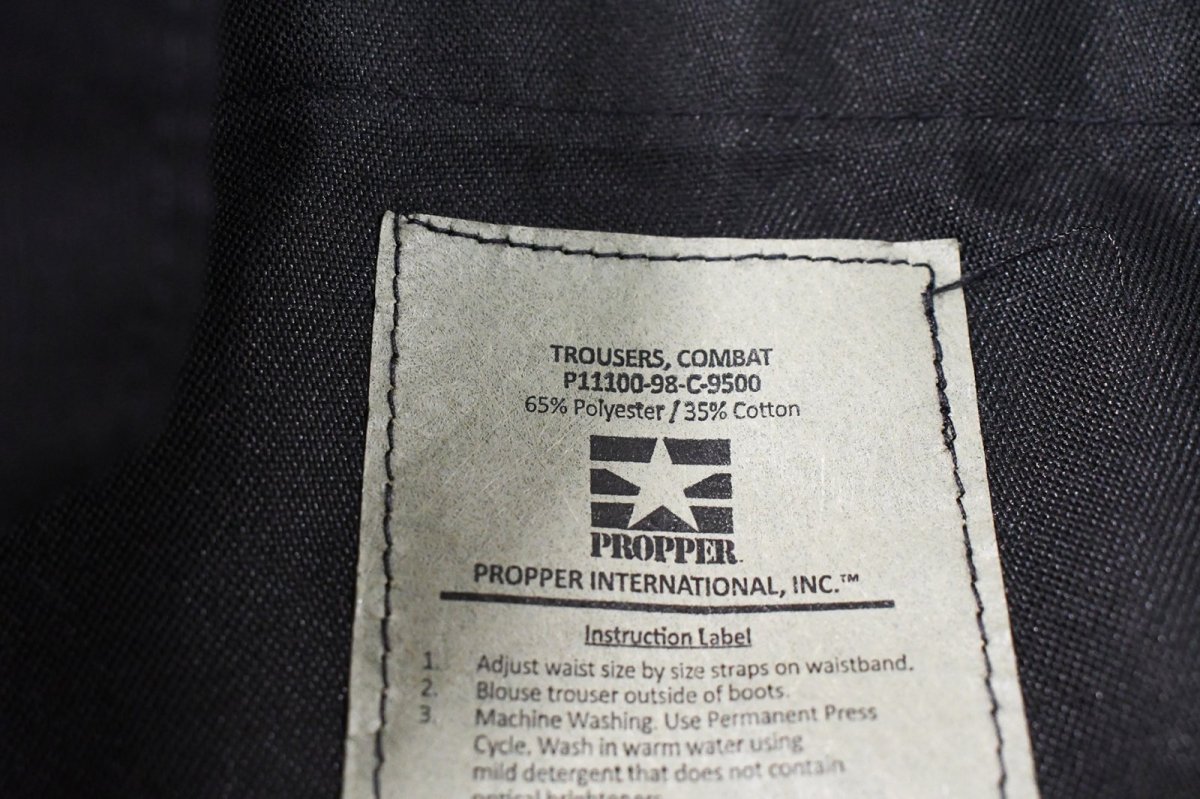 TROUSERS, COMBAT
P11100-98-C-9500
65% Polyester / 35% Cotton
PROPPER
PROPPER INTERNATIONAL, INC.™
Instruction Label
1. Adjust waist size by size straps on waistband.
2. Blouse trouser outside of boots.
3. Machine Washing. Use Permanent Press
Cycle. Wash in warm water using
mild detergent that does not contain
optical brighteners